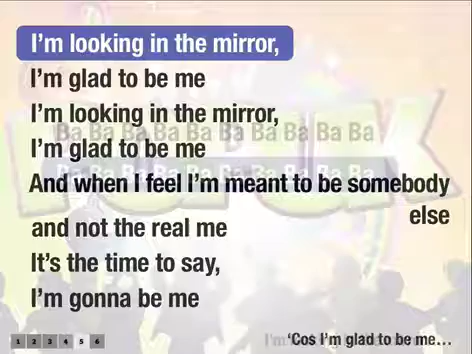 I'm looking in the mirror,
I'm glad to be me
I'm looking in the mirror,
I'm glad to be me
Ba Ba Ba Ba Ba Ba Ba Ba Ba Ba
And when I feel I'm meant to be somebody
else
and not the real me
It's the time to say,
I'm gonna be me
1 2 3 4 5 6
'Cos I'm glad to be me...